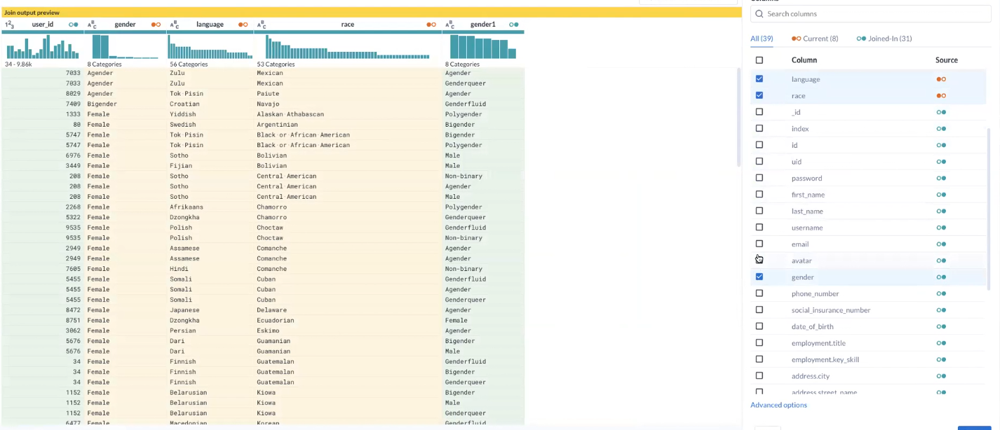 Join output preview
123 user_id ABC gender ABC language ABC race ABC gender1
34 - 9.86k 8 Categories 56 Categories 53 Categories 8 Categories
7033 Agender Zulu Mexican Agender
7033 Agender Zulu Mexican Genderqueer
8029 Agender Tok·Pisin Paiute Agender
7409 Bigender Croatian Navajo Genderfluid
1333 Female Yiddish Alaskan·Athabascan Polygender
80 Female Swedish Argentinian Bigender
5747 Female Tok·Pisin Black·or·African·American Bigender
5747 Female Tok·Pisin Black·or·African·American Polygender
6976 Female Sotho Bolivian Male
3449 Female Fijian Bolivian Male
208 Female Sotho Central·American Non-binary
208 Female Sotho Central·American Agender
208 Female Sotho Central·American Male
2268 Female Afrikaans Chamorro Polygender
5322 Female Dzongkha Chamorro Genderqueer
9535 Female Polish Choctaw Genderfluid
9535 Female Polish Choctaw Non-binary
2949 Female Assamese Comanche Agender
2949 Female Assamese Comanche Agender
7605 Female Hindi Comanche Non-binary
5455 Female Somali Cuban Genderfluid
5455 Female Somali Cuban Agender
5455 Female Somali Cuban Genderqueer
8472 Female Japanese Delaware Agender
8751 Female Dzongkha Ecuadorian Female
3062 Female Persian Eskimo Agender
5676 Female Dari Guamanian Bigender
5676 Female Dari Guamanian Male
34 Female Finnish Guatemalan Genderfluid
34 Female Finnish Guatemalan Bigender
34 Female Finnish Guatemalan Genderqueer
1152 Female Belarusian Kiowa Bigender
1152 Female Belarusian Kiowa Male
1152 Female Belarusian Kiowa Genderqueer
6477 Female Macedonian Korean Genderfluid
Columns
Search columns
All (39) Current (8) Joined-In (31)
Column Source
language
race
_id
index
id
uid
password
first_name
last_name
username
email
avatar
gender
phone_number
social_insurance_number
date_of_birth
employment.title
employment.key_skill
address.city
address.street_name
Advanced options